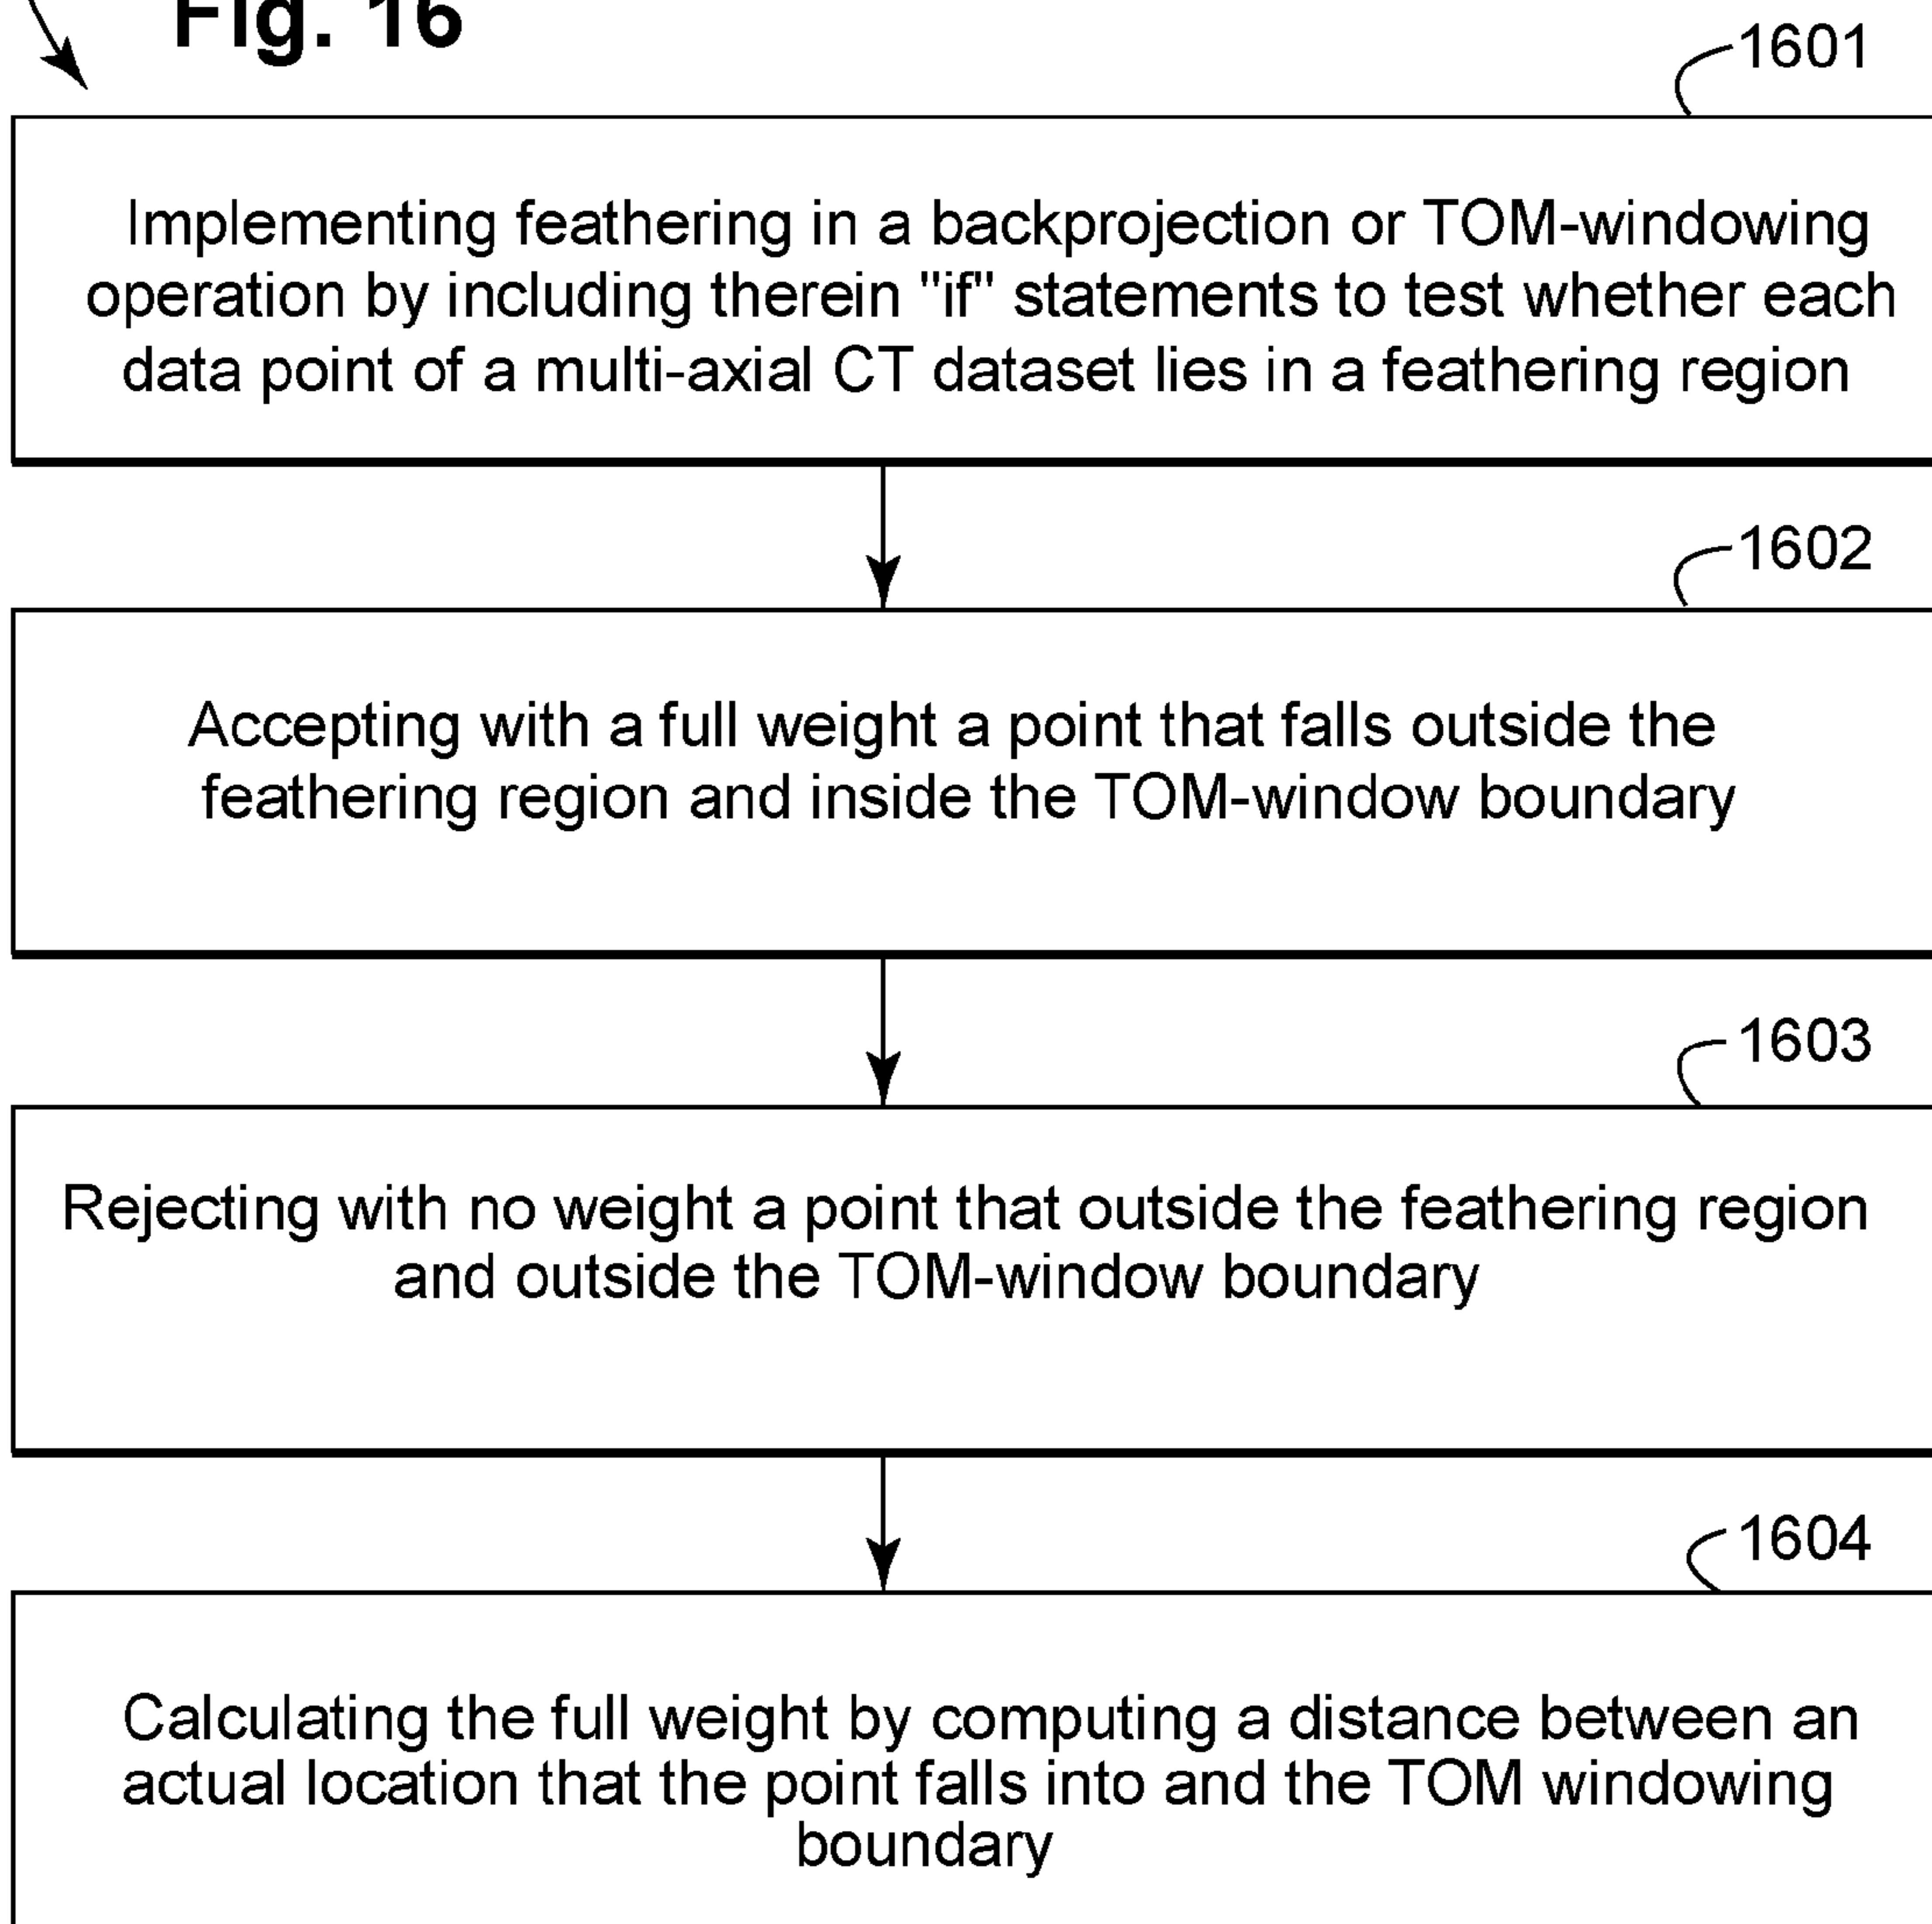 Fig. 16
1601
Implementing feathering in a backprojection or TOM-windowing
operation by including therein "if" statements to test whether each
data point of a multi-axial CT dataset lies in a feathering region
1602
Accepting with a full weight a point that falls outside the
feathering region and inside the TOM-window boundary
1603
Rejecting with no weight a point that outside the feathering region
and outside the TOM-window boundary
1604
Calculating the full weight by computing a distance between an
actual location that the point falls into and the TOM windowing
boundary